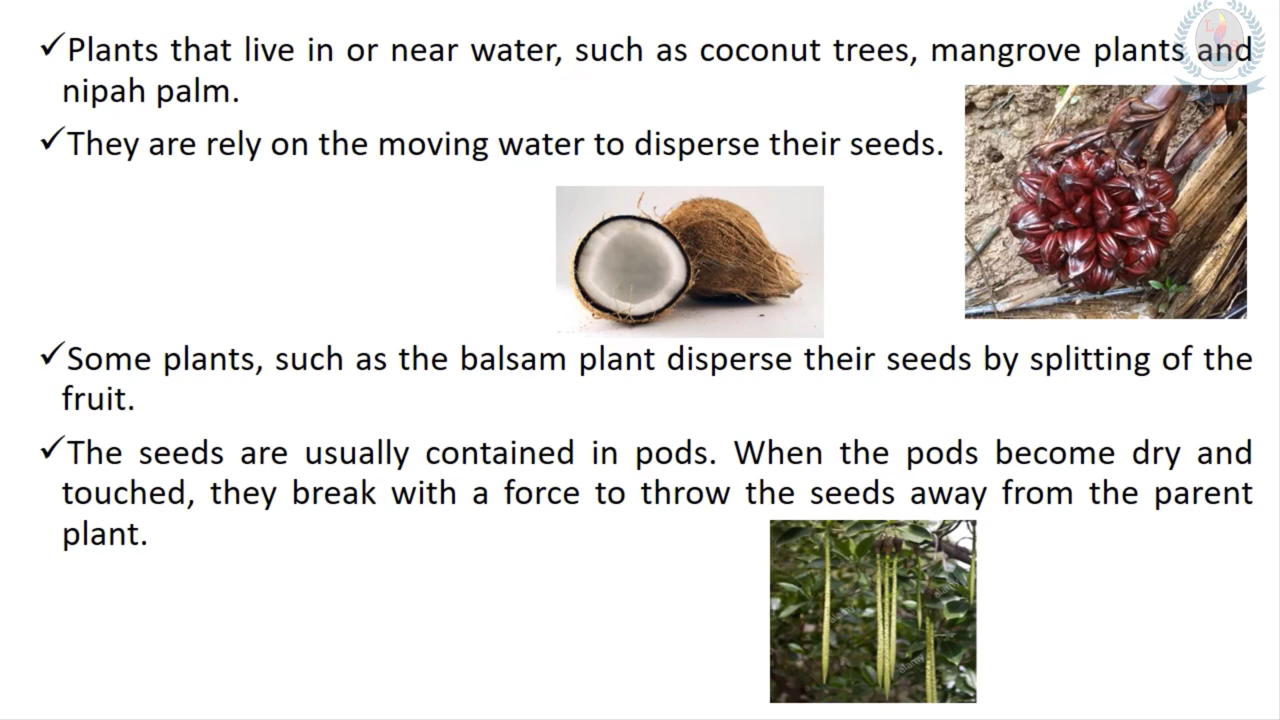 ✓Plants that live in or near water, such as coconut trees, mangrove plants and
nipah palm.
✓They are rely on the moving water to disperse their seeds.
✓Some plants, such as the balsam plant disperse their seeds by splitting of the
fruit.
✓The seeds are usually contained in pods. When the pods become dry and
touched, they break with a force to throw the seeds away from the parent
plant.
alamy
alamy